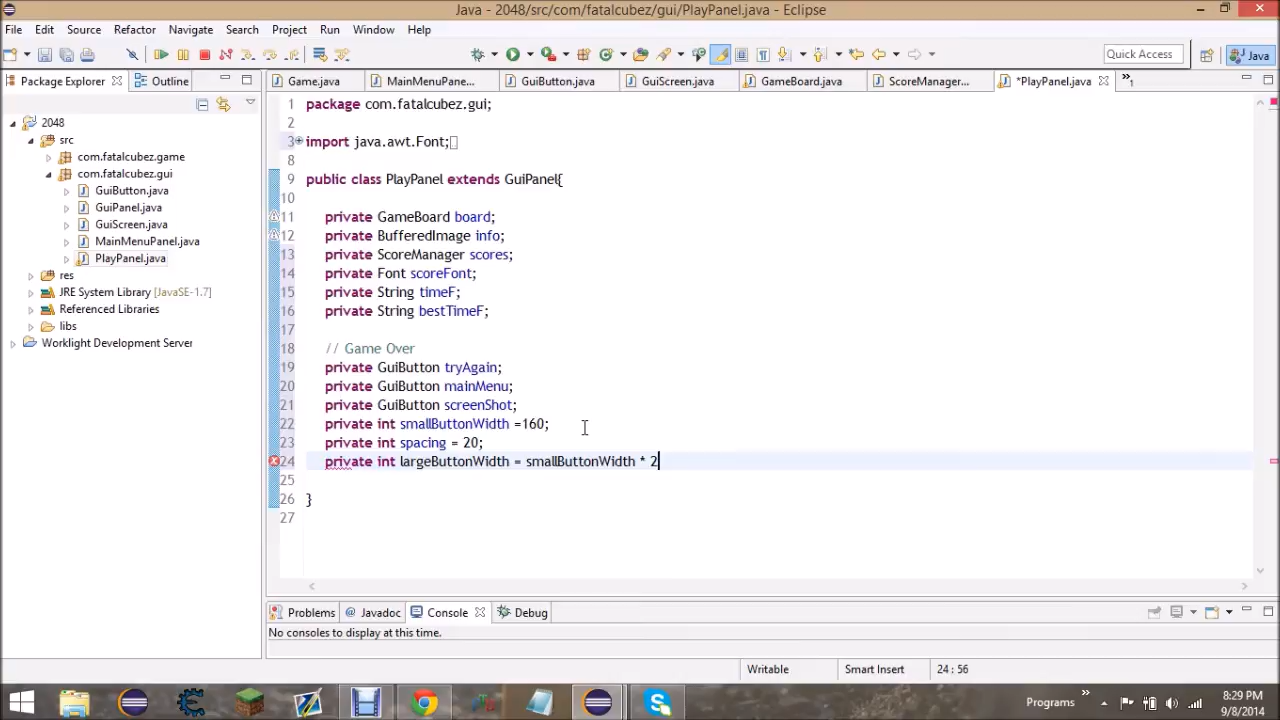 Java - 2048/src/com/fatalcubez/gui/PlayPanel.java - Eclipse
File Edit Source Refactor Navigate Search Project Run Window Help
Quick Access Java
Package Explorer Outline Game.java MainMenuPane... GuiButton.java GuiScreen.java GameBoard.java ScoreManager... *PlayPanel.java »1
2048
src
com.fatalcubez.game
com.fatalcubez.gui
GuiButton.java
GuiPanel.java
GuiScreen.java
MainMenuPanel.java
PlayPanel.java
res
JRE System Library [JavaSE-1.7]
Referenced Libraries
libs
Worklight Development Server
1 package com.fatalcubez.gui;
2
3 import java.awt.Font;
8
9 public class PlayPanel extends GuiPanel{
10
11 private GameBoard board;
12 private BufferedImage info;
13 private ScoreManager scores;
14 private Font scoreFont;
15 private String timeF;
16 private String bestTimeF;
17
18 // Game Over
19 private GuiButton tryAgain;
20 private GuiButton mainMenu;
21 private GuiButton screenShot;
22 private int smallButtonWidth =160;
23 private int spacing = 20;
24 private int largeButtonWidth = smallButtonWidth * 2
25
26 }
27
Problems Javadoc Console Debug
No consoles to display at this time.
Writable Smart Insert 24 : 56
Programs » 8:29 PM
9/8/2014